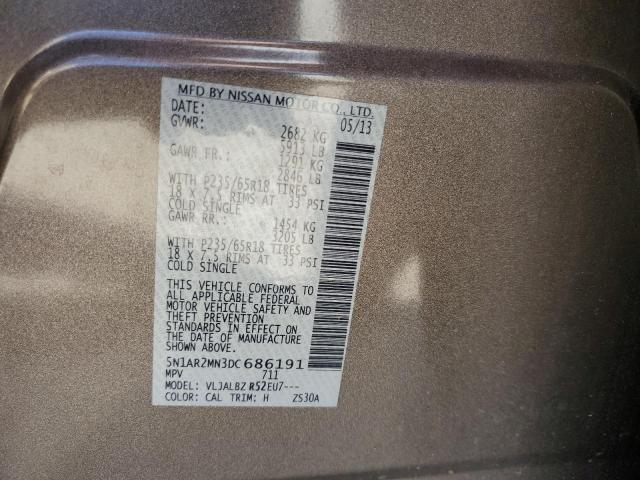 MFD BY NISSAN MOTOR CO., LTD.
DATE: 05/13
GVWR: 2682 KG
5913 LB
GAWR FR.: 1291 KG
2846 LB
WITH P235/65R18 TIRES
18 X 7.5 RIMS AT 33 PSI
COLD SINGLE
GAWR RR.: 1454 KG
3205 LB
WITH P235/65R18 TIRES
18 X 7.5 RIMS AT 33 PSI
COLD SINGLE
THIS VEHICLE CONFORMS TO
ALL APPLICABLE FEDERAL
MOTOR VEHICLE SAFETY AND
THEFT PREVENTION
STANDARDS IN EFFECT ON
THE DATE OF MANUFACTURE
SHOWN ABOVE.
5N1AR2MN3DC686191
MPV 711
MODEL: VLJALBZ R52EU7---
COLOR: CAL TRIM: H ZS30A